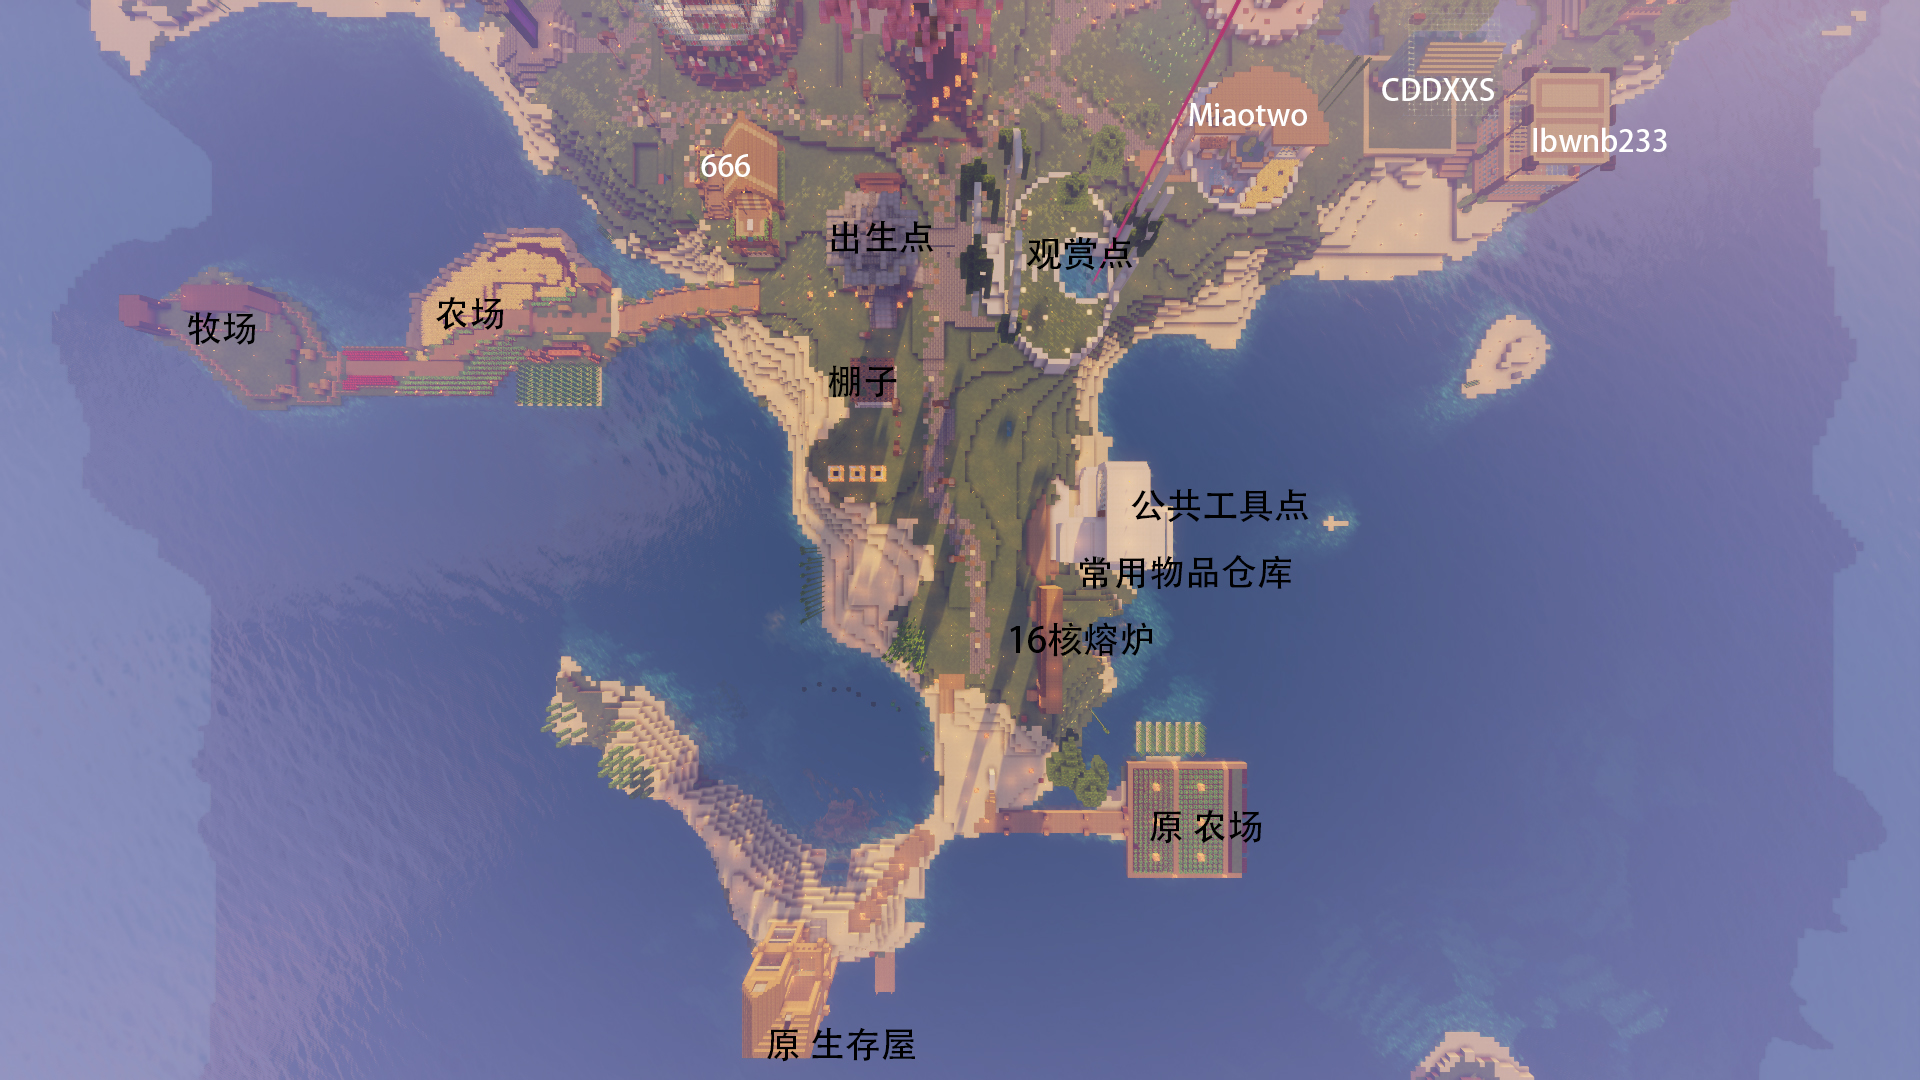 CDDXXS
Miaotwo
lbwnb233
666
出生点
观赏点
农场
牧场
棚子
公共工具点
常用物品仓库
16核熔炉
原 农场
原 生存屋